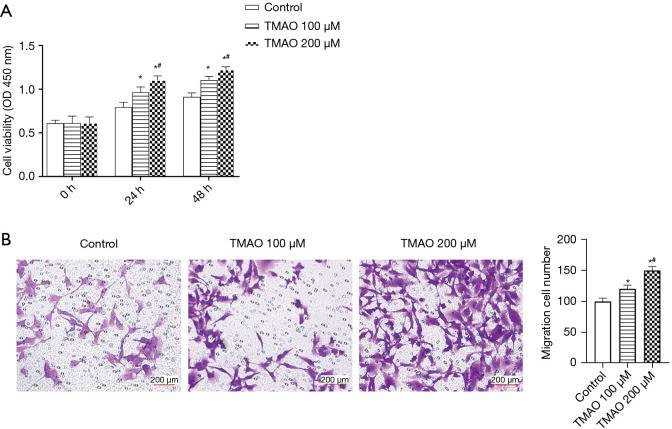 A
Control
TMAO 100 µM
TMAO 200 µM
Cell viability (OD 450 nm)
1.5
1.0
0.5
0.0
*
*#
*
*#
0 h
24 h
48 h
B
Control
TMAO 100 µM
TMAO 200 µM
200 µm
200 µm
200 µm
Migration cell number
200
150
100
50
0
*
*#
Control
TMAO 100 µM
TMAO 200 µM